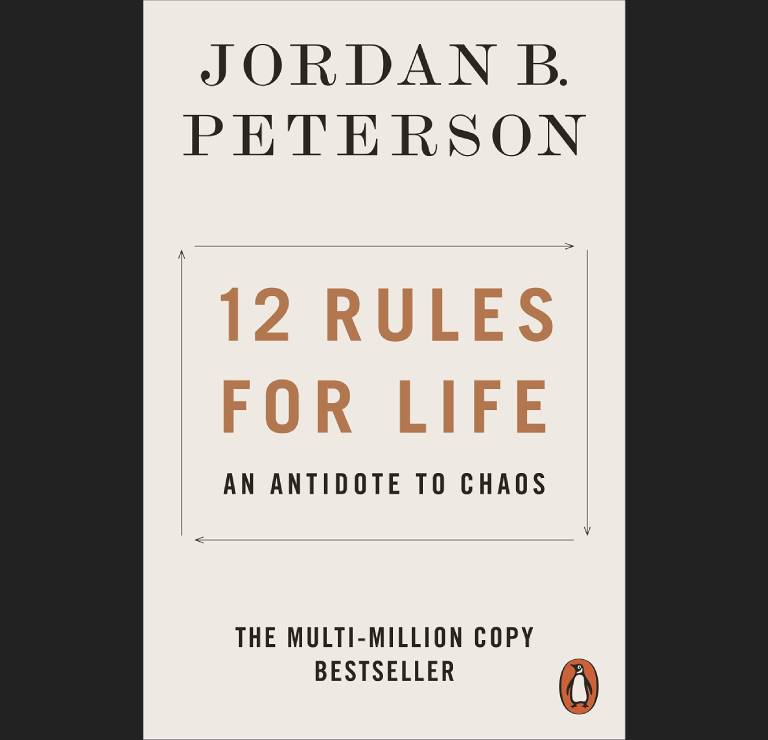 JORDAN B.
PETERSON
12 RULES
FOR LIFE
AN ANTIDOTE TO CHAOS
THE MULTI-MILLION COPY
BESTSELLER